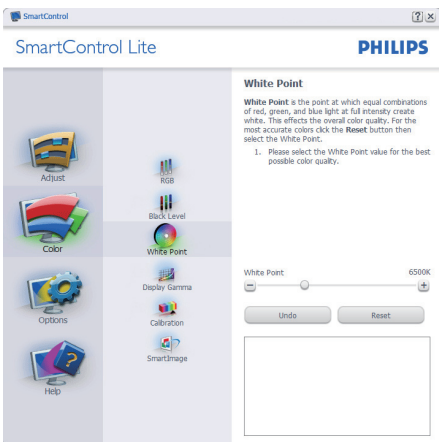 SmartControl
SmartControl Lite
PHILIPS
Adjust
Color
Options
Help
RGB
Black Level
White Point
Display Gamma
Calibration
SmartImage
White Point
White Point is the point at which equal combinations
of red, green, and blue light at full intensity create
white. This effects the overall color quality. For the
most accurate colors click the Reset button then
select the White Point.
1. Please select the White Point value for the best
possible color quality.
White Point 6500K
Undo Reset